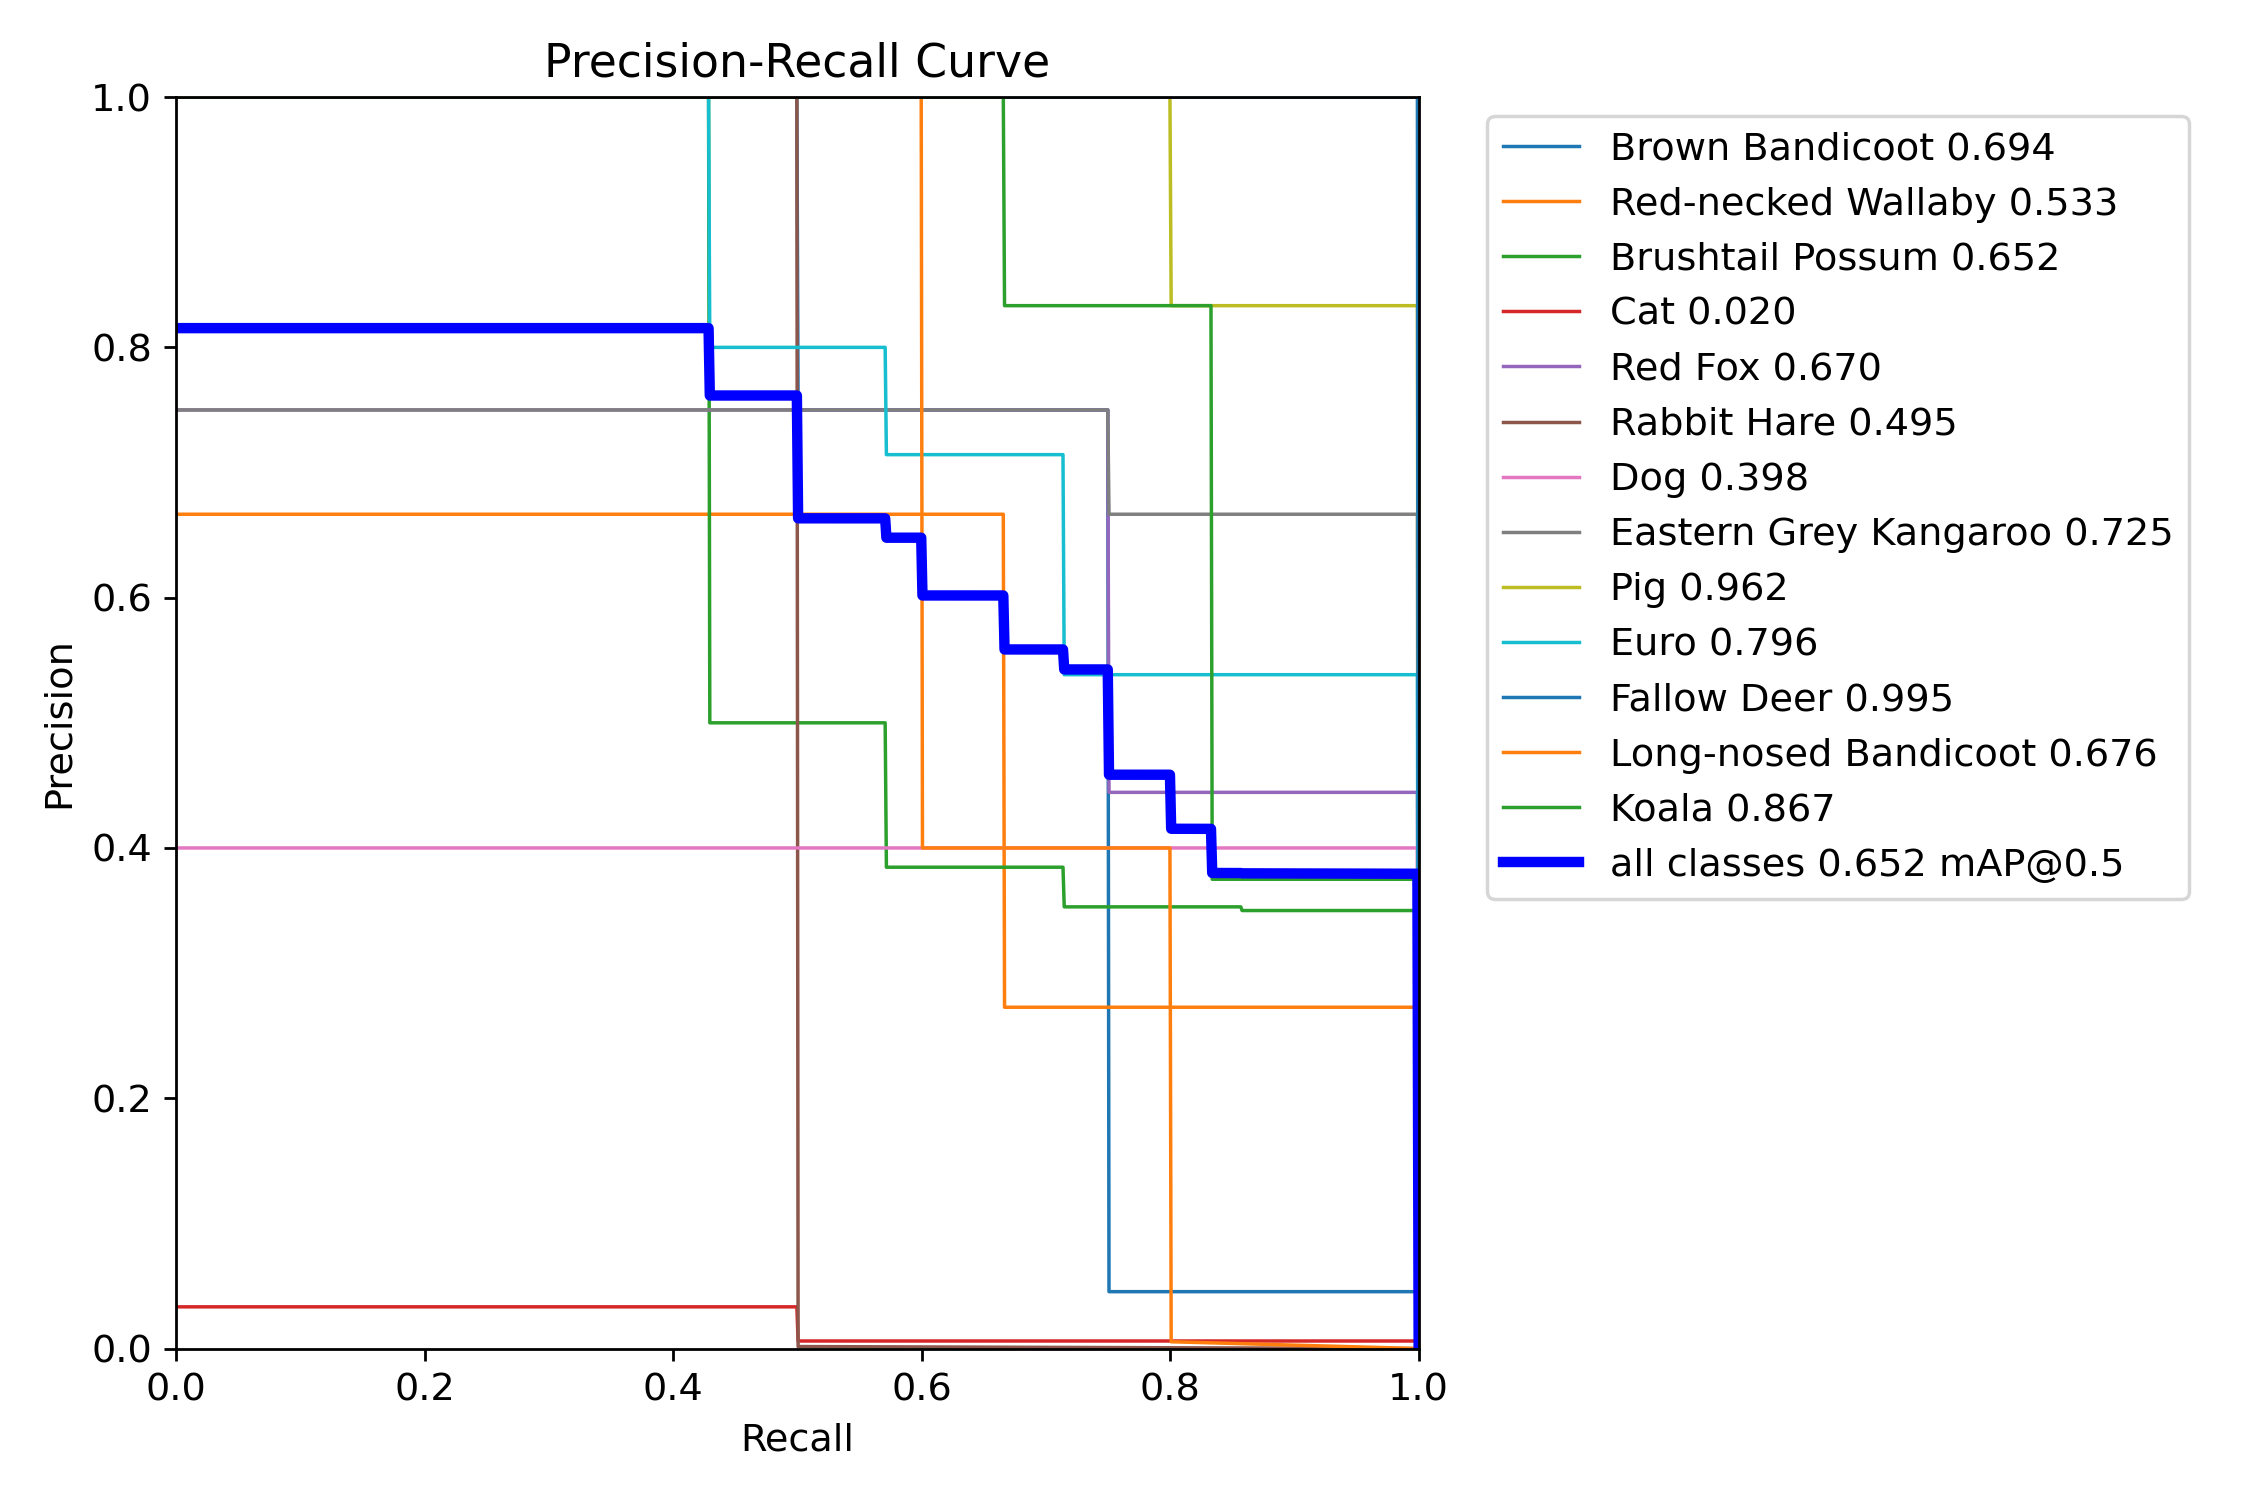 Precision-Recall Curve
1.0
0.8
0.6
0.4
0.2
0.0
Precision
0.0 0.2 0.4 0.6 0.8 1.0
Recall
Brown Bandicoot 0.694
Red-necked Wallaby 0.533
Brushtail Possum 0.652
Cat 0.020
Red Fox 0.670
Rabbit Hare 0.495
Dog 0.398
Eastern Grey Kangaroo 0.725
Pig 0.962
Euro 0.796
Fallow Deer 0.995
Long-nosed Bandicoot 0.676
Koala 0.867
all classes 0.652 mAP@0.5